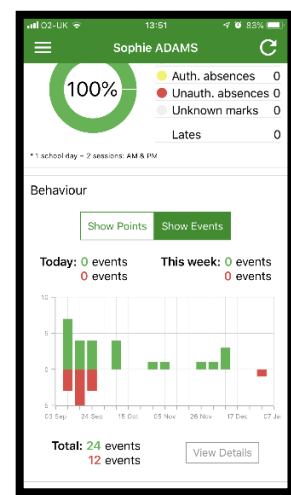 O2-UK 13:51 83%
Sophie ADAMS
100%
Auth. absences 0
Unauth. absences 0
Unknown marks 0
Lates 0
* 1 school day = 2 sessions: AM & PM
Behaviour
Show Points Show Events
Today: 0 events This week: 0 events
0 events 0 events
10
5
0
5
03 Sep 24 Sep 15 Oct 05 Nov 26 Nov 17 Dec 07 Ja
Total: 24 events
12 events
View Details